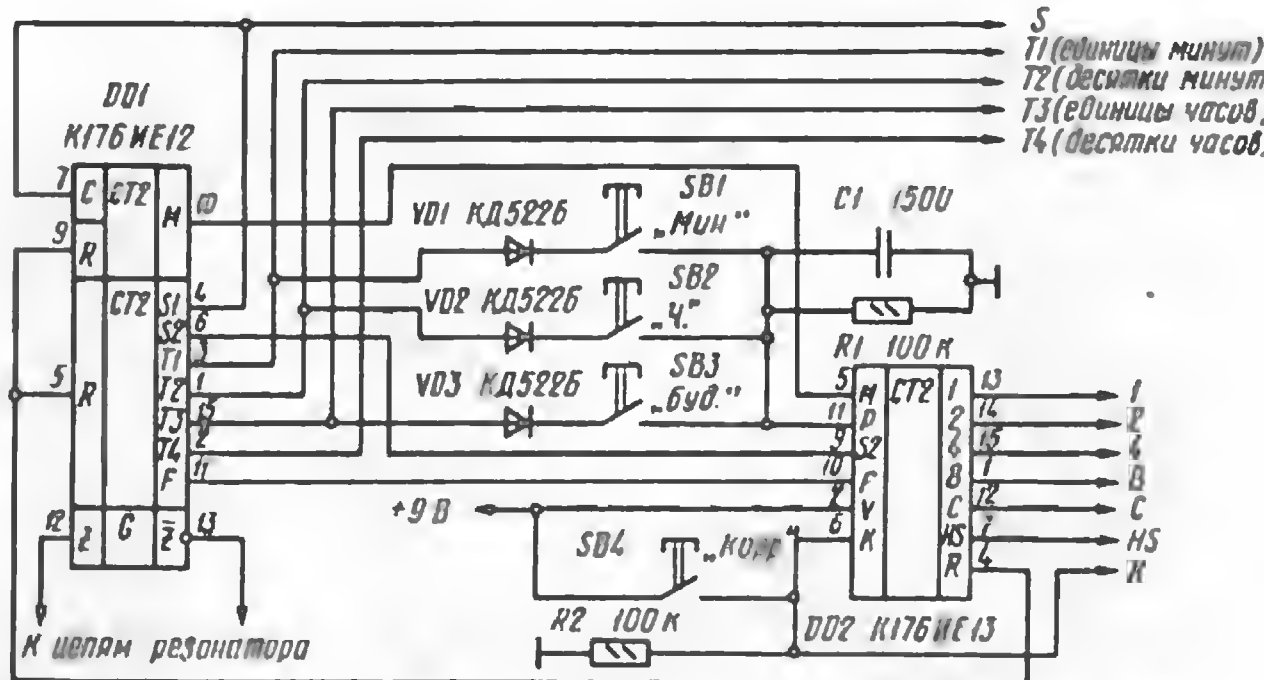 S
T1 (единицы минут)
T2 (десятки минут
T3 (единицы часов,
T4 (десятки часов,
DD1
К176ИЕ12
7 C CT2 M 10
9 R
CT2 S1 4
S2 6
T1 3
5 R T2 1
T3 15
T4 2
F 11
12 Z G Z̅ 13
К цепям резонатора
VD1 КД522Б
SB1
„Мин“
VD2 КД522Б
SB2
„Ч.“
VD3 КД522Б
SB3
„Буд.“
C1 1500
R1 100к
5 M CT2 1 13 1
11 P 2 14 2
9 S2 4 15 4
10 F 8 1 8
V C 12 C
6 K HS HS
R 4 К
+9 В
SB4 „Корр“
R2 100к
DD2 К176ИЕ13